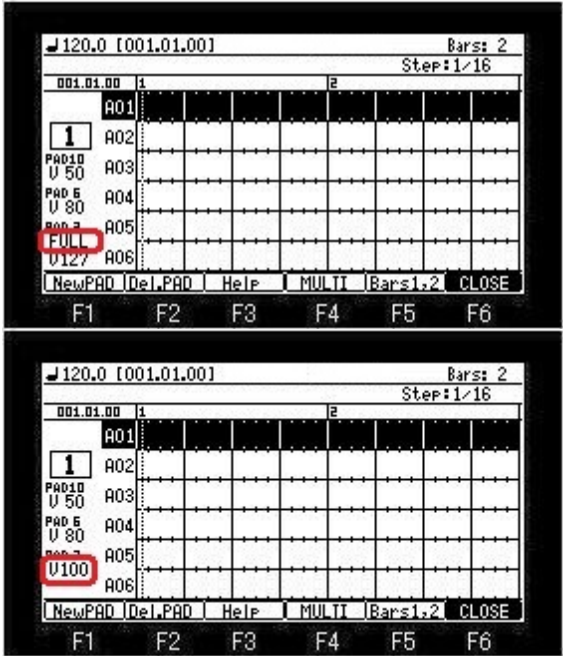 120.0 [001.01.00] Bars: 2
Step:1/16
001.01.00 1 2
A01
1 A02
PAD10
V 50 A03
PAD 6
V 80 A04
A05
FULL
V127 A06
NewPAD Del.PAD Help MULTI Bars1,2 CLOSE
F1 F2 F3 F4 F5 F6
120.0 [001.01.00] Bars: 2
Step:1/16
001.01.00 1 2
A01
1 A02
PAD10
V 50 A03
PAD 6
V 80 A04
A05
V100
A06
NewPAD Del.PAD Help MULTI Bars1,2 CLOSE
F1 F2 F3 F4 F5 F6